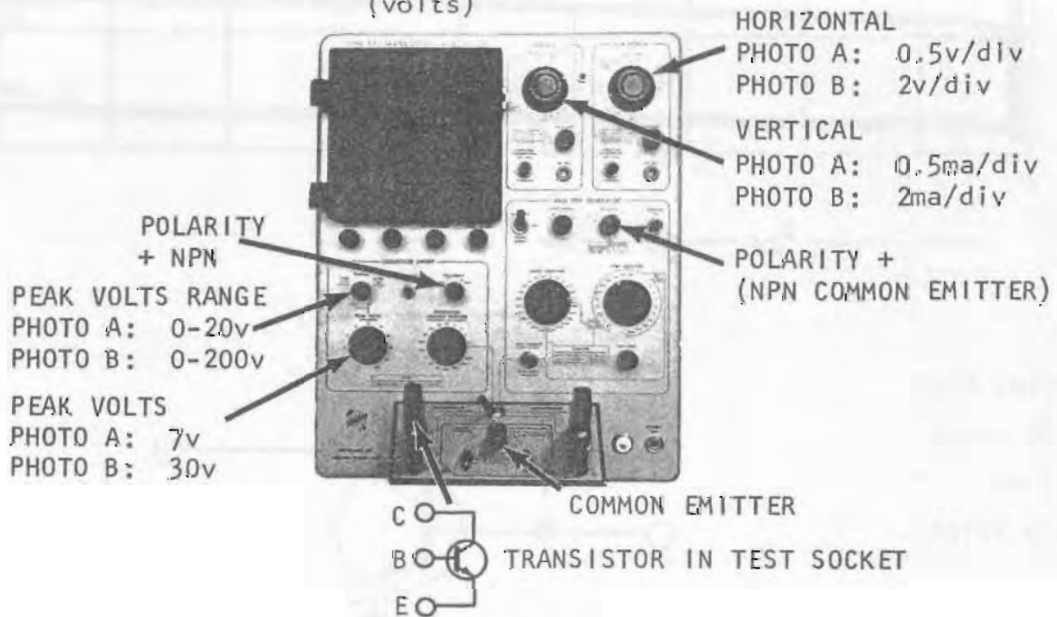 (volts)
HORIZONTAL
PHOTO A: 0.5v/div
PHOTO B: 2v/div
VERTICAL
PHOTO A: 0.5ma/div
PHOTO B: 2ma/div
POLARITY
+ NPN
POLARITY +
(NPN COMMON EMITTER)
PEAK VOLTS RANGE
PHOTO A: 0-20v
PHOTO B: 0-200v
PEAK VOLTS
PHOTO A: 7v
PHOTO B: 30v
COMMON EMITTER
C
B
TRANSISTOR IN TEST SOCKET
E